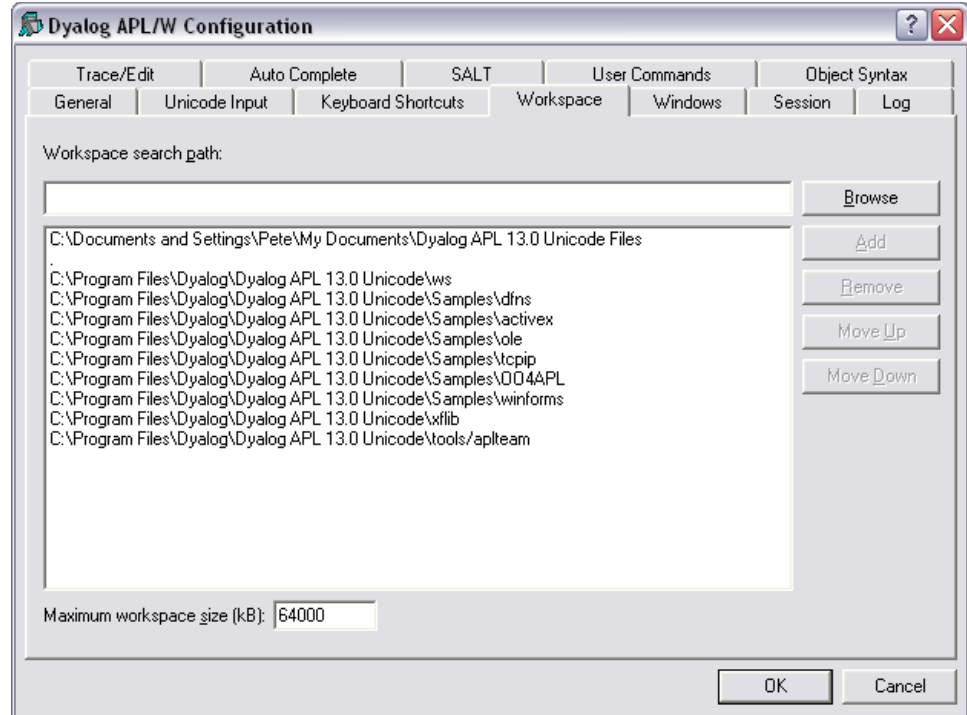 Dyalog APL/W Configuration
Trace/Edit Auto Complete SALT User Commands Object Syntax
General Unicode Input Keyboard Shortcuts Workspace Windows Session Log
Workspace search path:
Browse
C:\Documents and Settings\Pete\My Documents\Dyalog APL 13.0 Unicode Files
.
C:\Program Files\Dyalog\Dyalog APL 13.0 Unicode\ws
C:\Program Files\Dyalog\Dyalog APL 13.0 Unicode\Samples\dfns
C:\Program Files\Dyalog\Dyalog APL 13.0 Unicode\Samples\activex
C:\Program Files\Dyalog\Dyalog APL 13.0 Unicode\Samples\ole
C:\Program Files\Dyalog\Dyalog APL 13.0 Unicode\Samples\tcpip
C:\Program Files\Dyalog\Dyalog APL 13.0 Unicode\Samples\OO4APL
C:\Program Files\Dyalog\Dyalog APL 13.0 Unicode\Samples\winforms
C:\Program Files\Dyalog\Dyalog APL 13.0 Unicode\xflib
C:\Program Files\Dyalog\Dyalog APL 13.0 Unicode\tools/aplteam
Add
Remove
Move Up
Move Down
Maximum workspace size (kB): 64000
OK Cancel